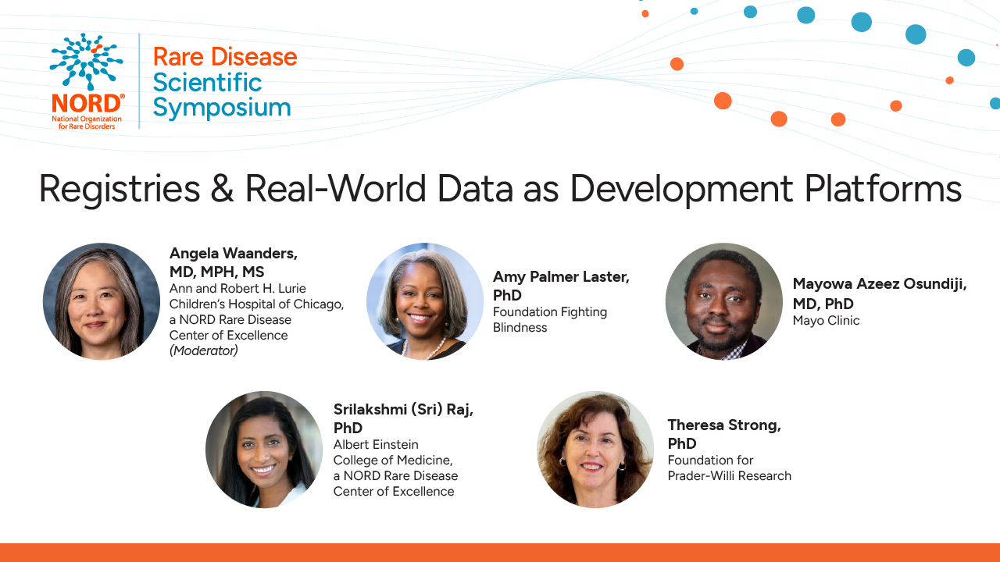 NORD®
National Organization
for Rare Disorders
Rare Disease
Scientific
Symposium
Registries & Real-World Data as Development Platforms
Angela Waanders,
MD, MPH, MS
Ann and Robert H. Lurie
Children's Hospital of Chicago,
a NORD Rare Disease
Center of Excellence
(Moderator)
Amy Palmer Laster,
PhD
Foundation Fighting
Blindness
Mayowa Azeez Osundiji,
MD, PhD
Mayo Clinic
Srilakshmi (Sri) Raj,
PhD
Albert Einstein
College of Medicine,
a NORD Rare Disease
Center of Excellence
Theresa Strong,
PhD
Foundation for
Prader-Willi Research